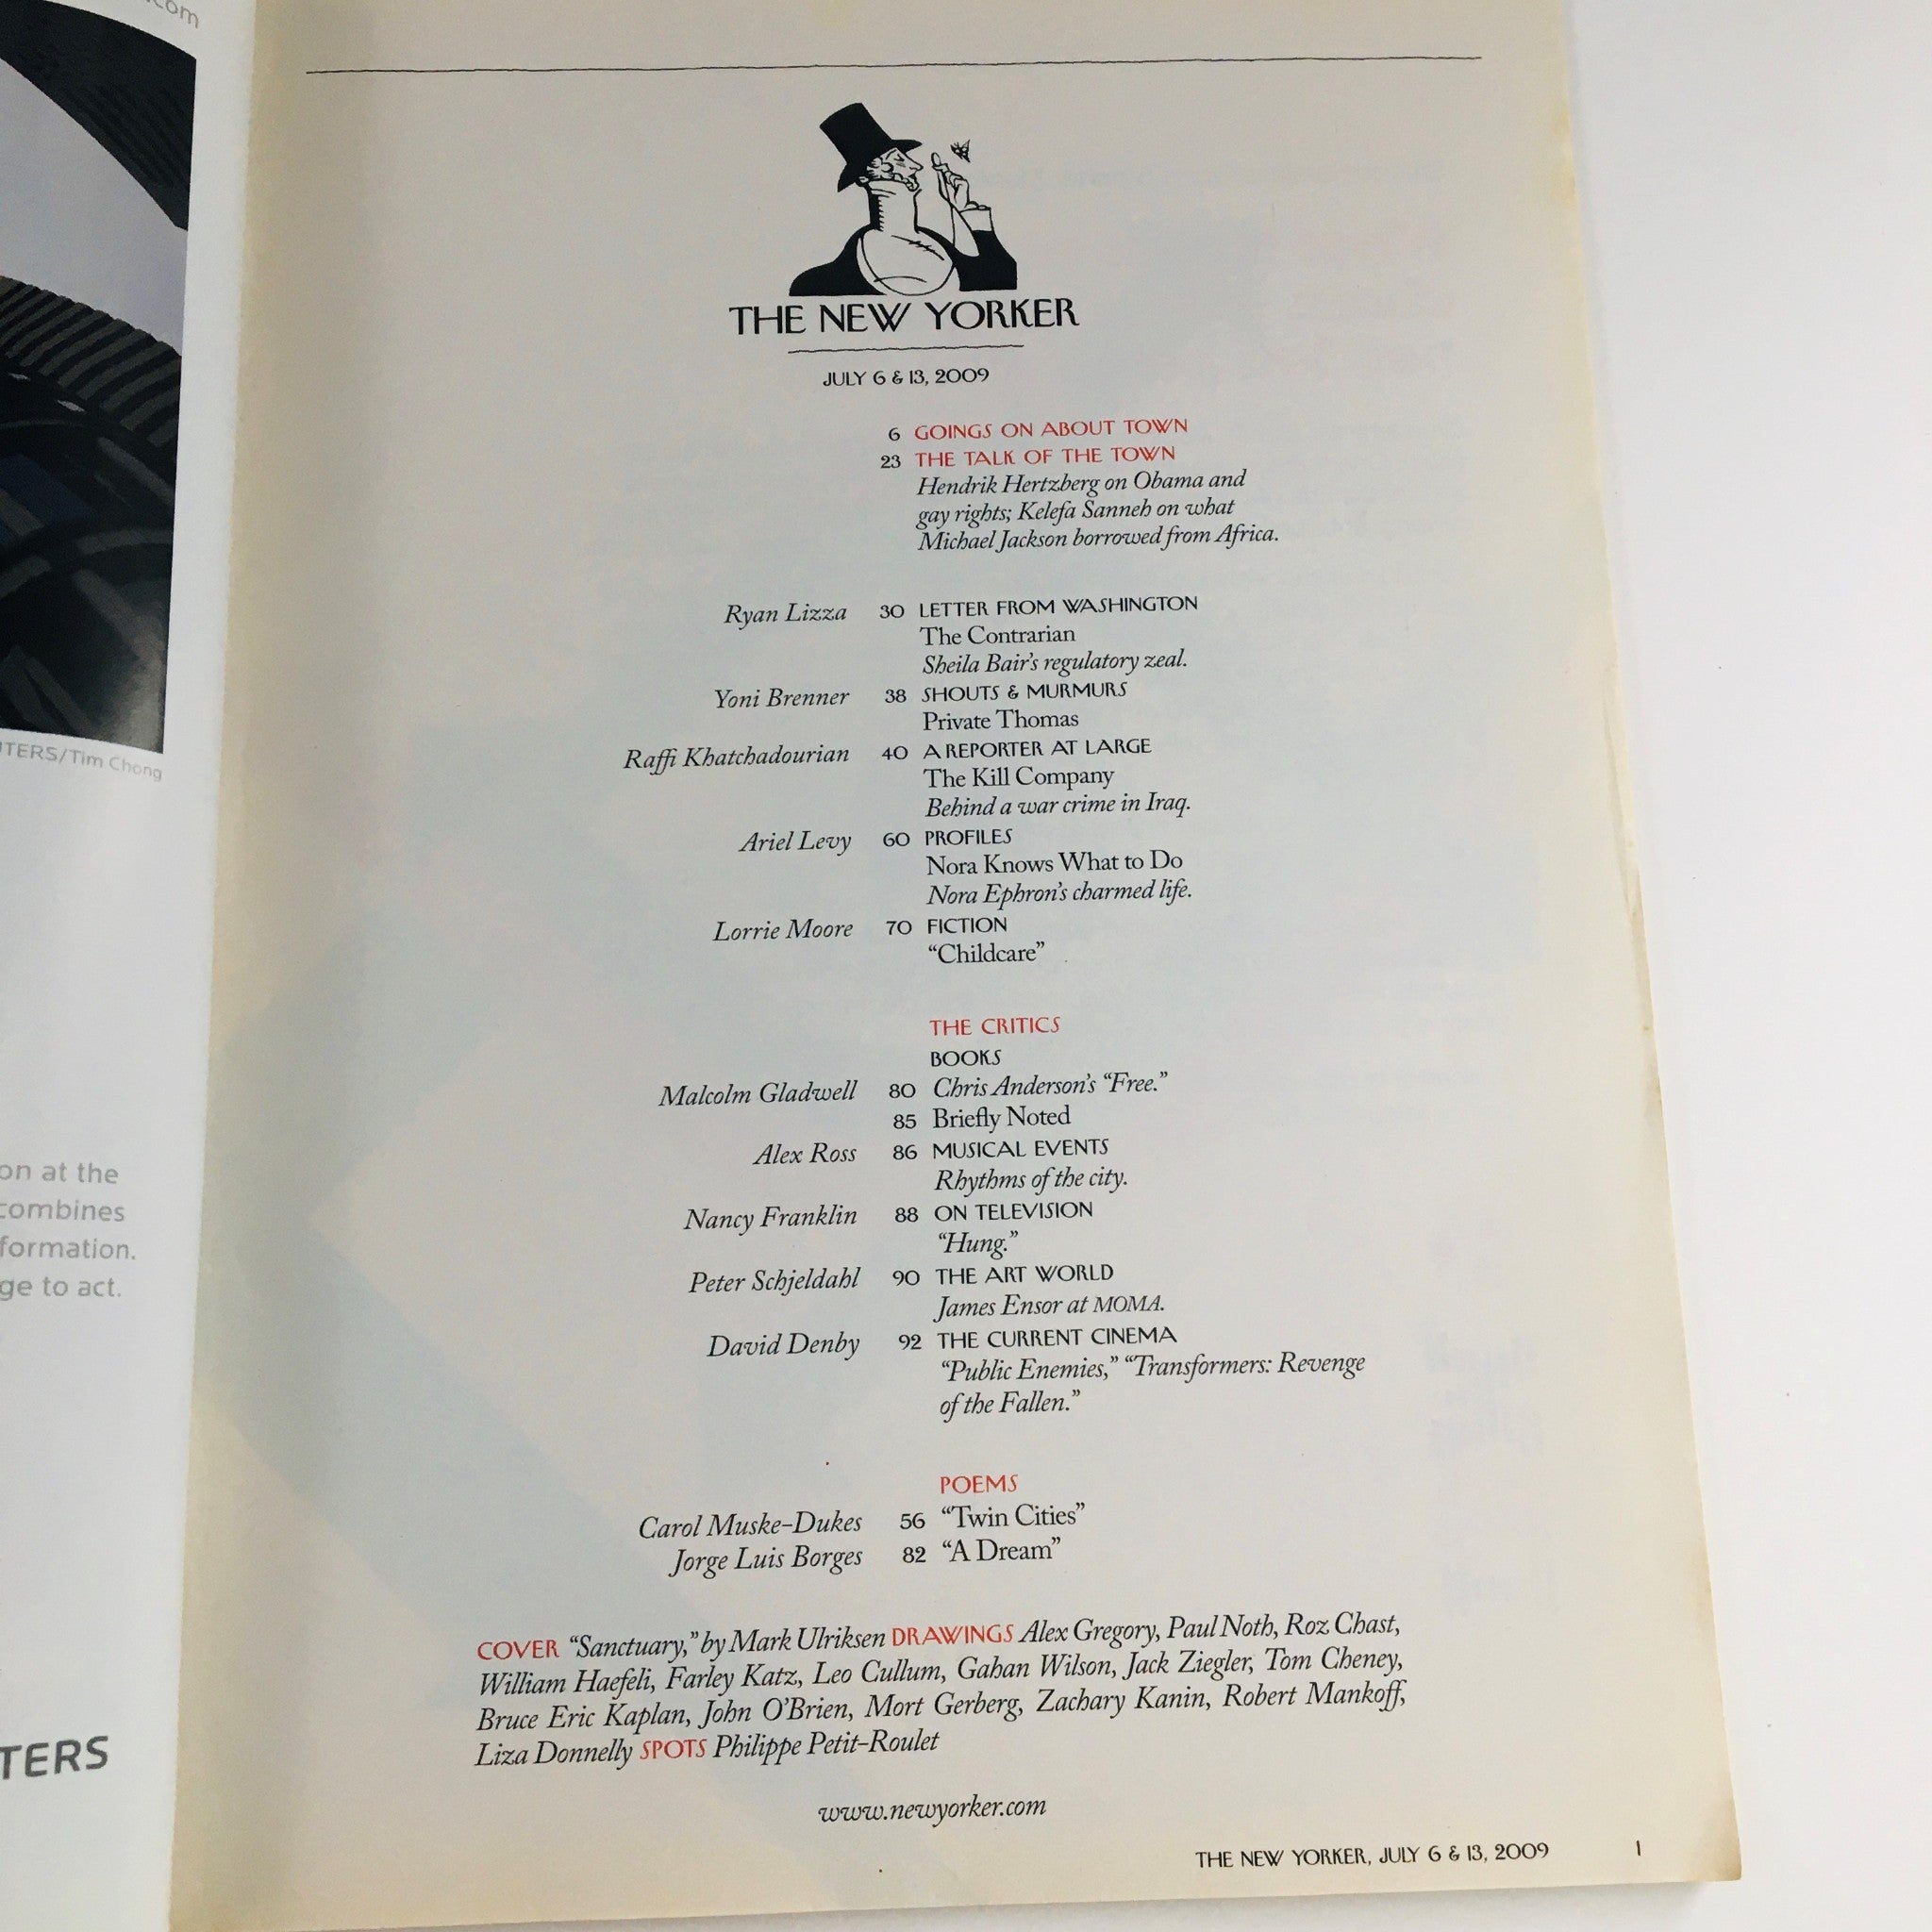 com
UTERS/Tim Chong
on at the
combines
formation.
ge to act.
TERS
THE NEW YORKER
JULY 6 & 13, 2009
6 GOINGS ON ABOUT TOWN
23 THE TALK OF THE TOWN
Hendrik Hertzberg on Obama and
gay rights; Kelefa Sanneh on what
Michael Jackson borrowed from Africa.
Ryan Lizza 30 LETTER FROM WASHINGTON
The Contrarian
Sheila Bair's regulatory zeal.
Yoni Brenner 38 SHOUTS & MURMURS
Private Thomas
Raffi Khatchadourian 40 A REPORTER AT LARGE
The Kill Company
Behind a war crime in Iraq.
Ariel Levy 60 PROFILES
Nora Knows What to Do
Nora Ephron's charmed life.
Lorrie Moore 70 FICTION
“Childcare”
THE CRITICS
BOOKS
Malcolm Gladwell 80 Chris Anderson's “Free.”
85 Briefly Noted
Alex Ross 86 MUSICAL EVENTS
Rhythms of the city.
Nancy Franklin 88 ON TELEVISION
“Hung.”
Peter Schjeldahl 90 THE ART WORLD
James Ensor at MOMA.
David Denby 92 THE CURRENT CINEMA
“Public Enemies,” “Transformers: Revenge
of the Fallen.”
POEMS
Carol Muske-Dukes 56 “Twin Cities”
Jorge Luis Borges 82 “A Dream”
COVER “Sanctuary,” by Mark Ulriksen DRAWINGS Alex Gregory, Paul Noth, Roz Chast,
William Haefeli, Farley Katz, Leo Cullum, Gahan Wilson, Jack Ziegler, Tom Cheney,
Bruce Eric Kaplan, John O'Brien, Mort Gerberg, Zachary Kanin, Robert Mankoff,
Liza Donnelly SPOTS Philippe Petit-Roulet
www.newyorker.com
THE NEW YORKER, JULY 6 & 13, 2009 1